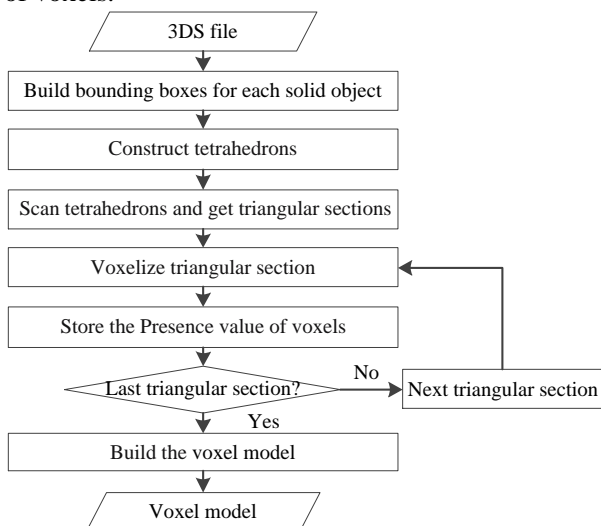 of voxels.
3DS file
Build bounding boxes for each solid object
Construct tetrahedrons
Scan tetrahedrons and get triangular sections
Voxelize triangular section
Store the Presence value of voxels
Last triangular section?
No
Next triangular section
Yes
Build the voxel model
Voxel model